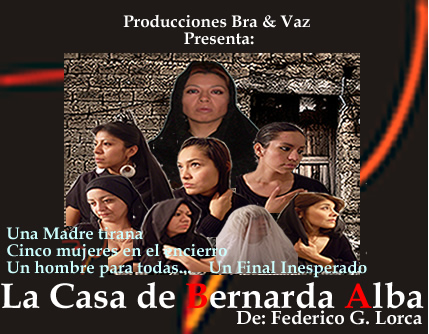 Producciones Bra & Vaz
Presenta:
Una Madre tirana
Cinco mujeres en el encierro
Un hombre para todas... Un Final Inesperado
La Casa de Bernarda Alba
De: Federico G. Lorca